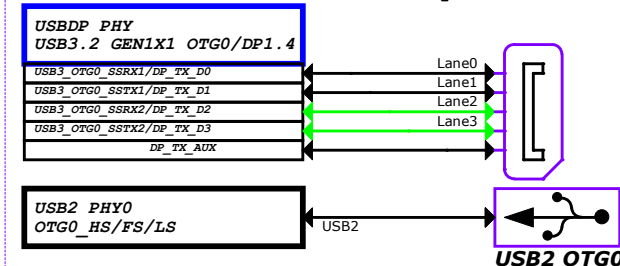 USBDP PHY
USB3.2 GEN1X1 OTG0/DP1.4
USB3_OTG0_SSRX1/DP_TX_D0
USB3_OTG0_SSTX1/DP_TX_D1
USB3_OTG0_SSRX2/DP_TX_D2
USB3_OTG0_SSTX2/DP_TX_D3
DP_TX_AUX
Lane0
Lane1
Lane2
Lane3
USB2 PHY0
OTG0_HS/FS/LS
USB2
USB2 OTG0